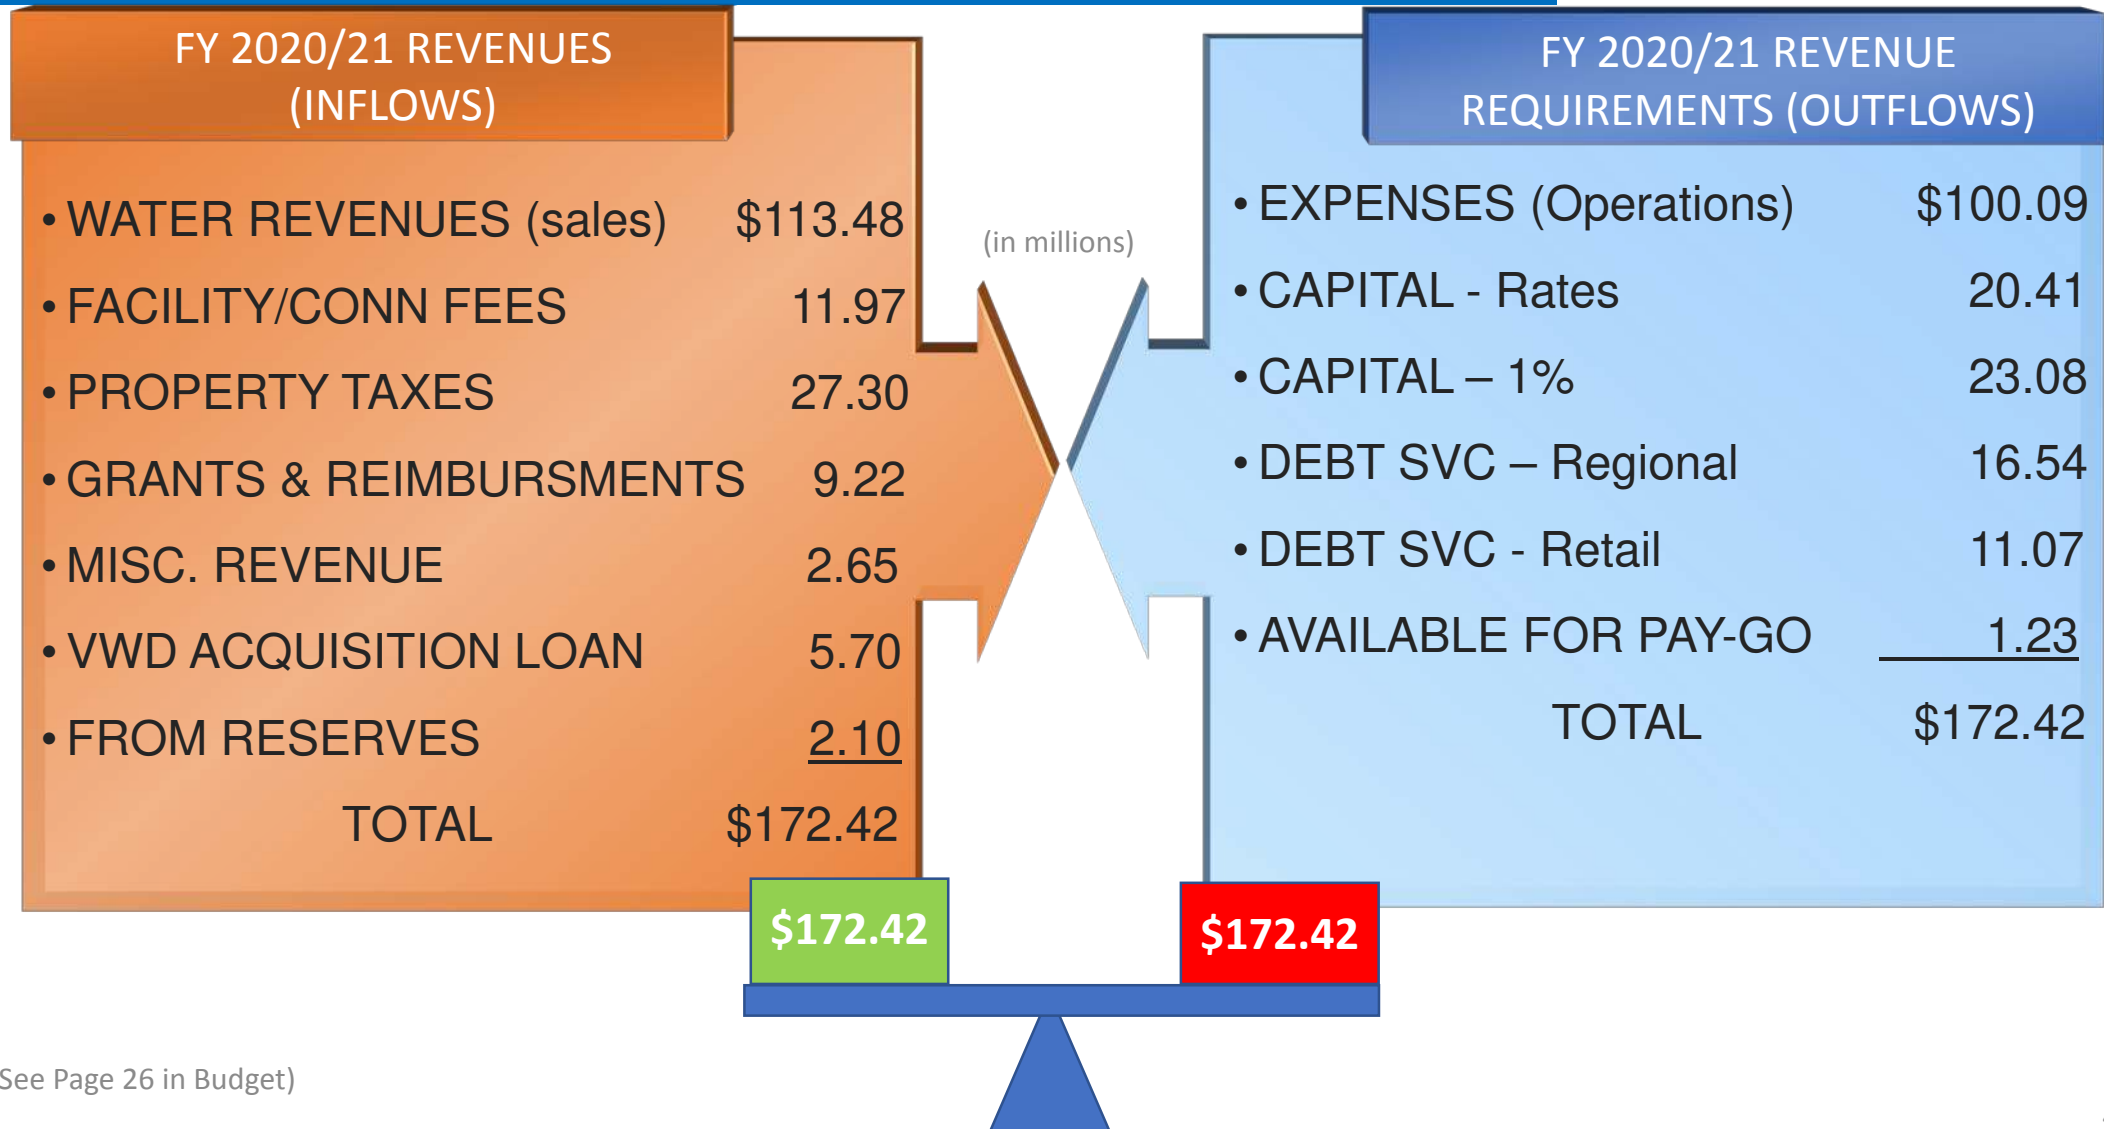 FY 2020/21 REVENUES
(INFLOWS)
• WATER REVENUES (sales) $113.48
• FACILITY/CONN FEES 11.97
• PROPERTY TAXES 27.30
• GRANTS & REIMBURSMENTS 9.22
• MISC. REVENUE 2.65
• VWD ACQUISITION LOAN 5.70
• FROM RESERVES 2.10
TOTAL $172.42
(in millions)
FY 2020/21 REVENUE
REQUIREMENTS (OUTFLOWS)
• EXPENSES (Operations) $100.09
• CAPITAL - Rates 20.41
• CAPITAL – 1% 23.08
• DEBT SVC – Regional 16.54
• DEBT SVC - Retail 11.07
• AVAILABLE FOR PAY-GO 1.23
TOTAL $172.42
$172.42
$172.42
See Page 26 in Budget)